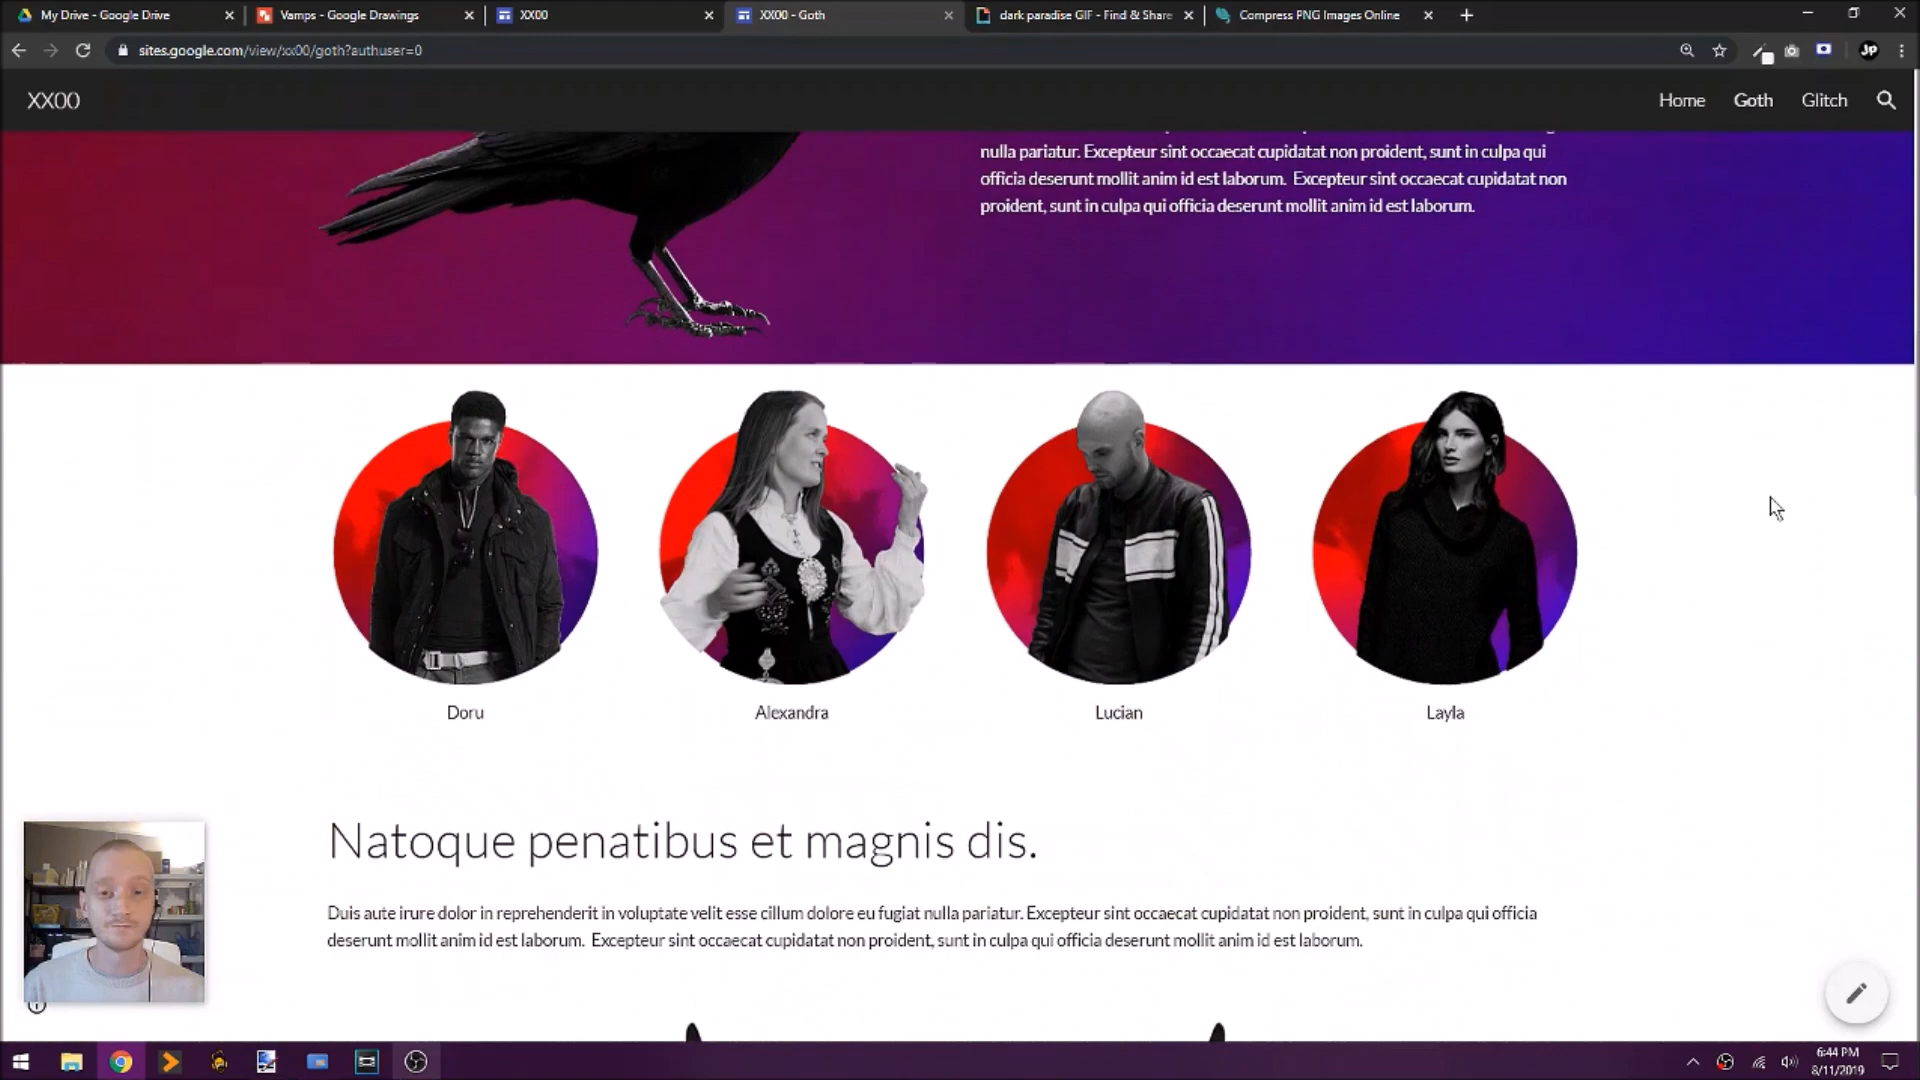 My Drive - Google Drive
Vamps - Google Drawings
XX00
XX00 - Goth
dark paradise GIF - Find & Share
Compress PNG Images Online
sites.google.com/view/xx00/goth?authuser=0
JP
XX00
Home
Goth
Glitch
nulla pariatur. Excepteur sint occaecat cupidatat non proident, sunt in culpa qui
officia deserunt mollit anim id est laborum.  Excepteur sint occaecat cupidatat non
proident, sunt in culpa qui officia deserunt mollit anim id est laborum.
Doru
Alexandra
Lucian
Layla
Natoque penatibus et magnis dis.
Duis aute irure dolor in reprehenderit in voluptate velit esse cillum dolore eu fugiat nulla pariatur. Excepteur sint occaecat cupidatat non proident, sunt in culpa qui officia
deserunt mollit anim id est laborum.  Excepteur sint occaecat cupidatat non proident, sunt in culpa qui officia deserunt mollit anim id est laborum.
6:44 PM
8/11/2019